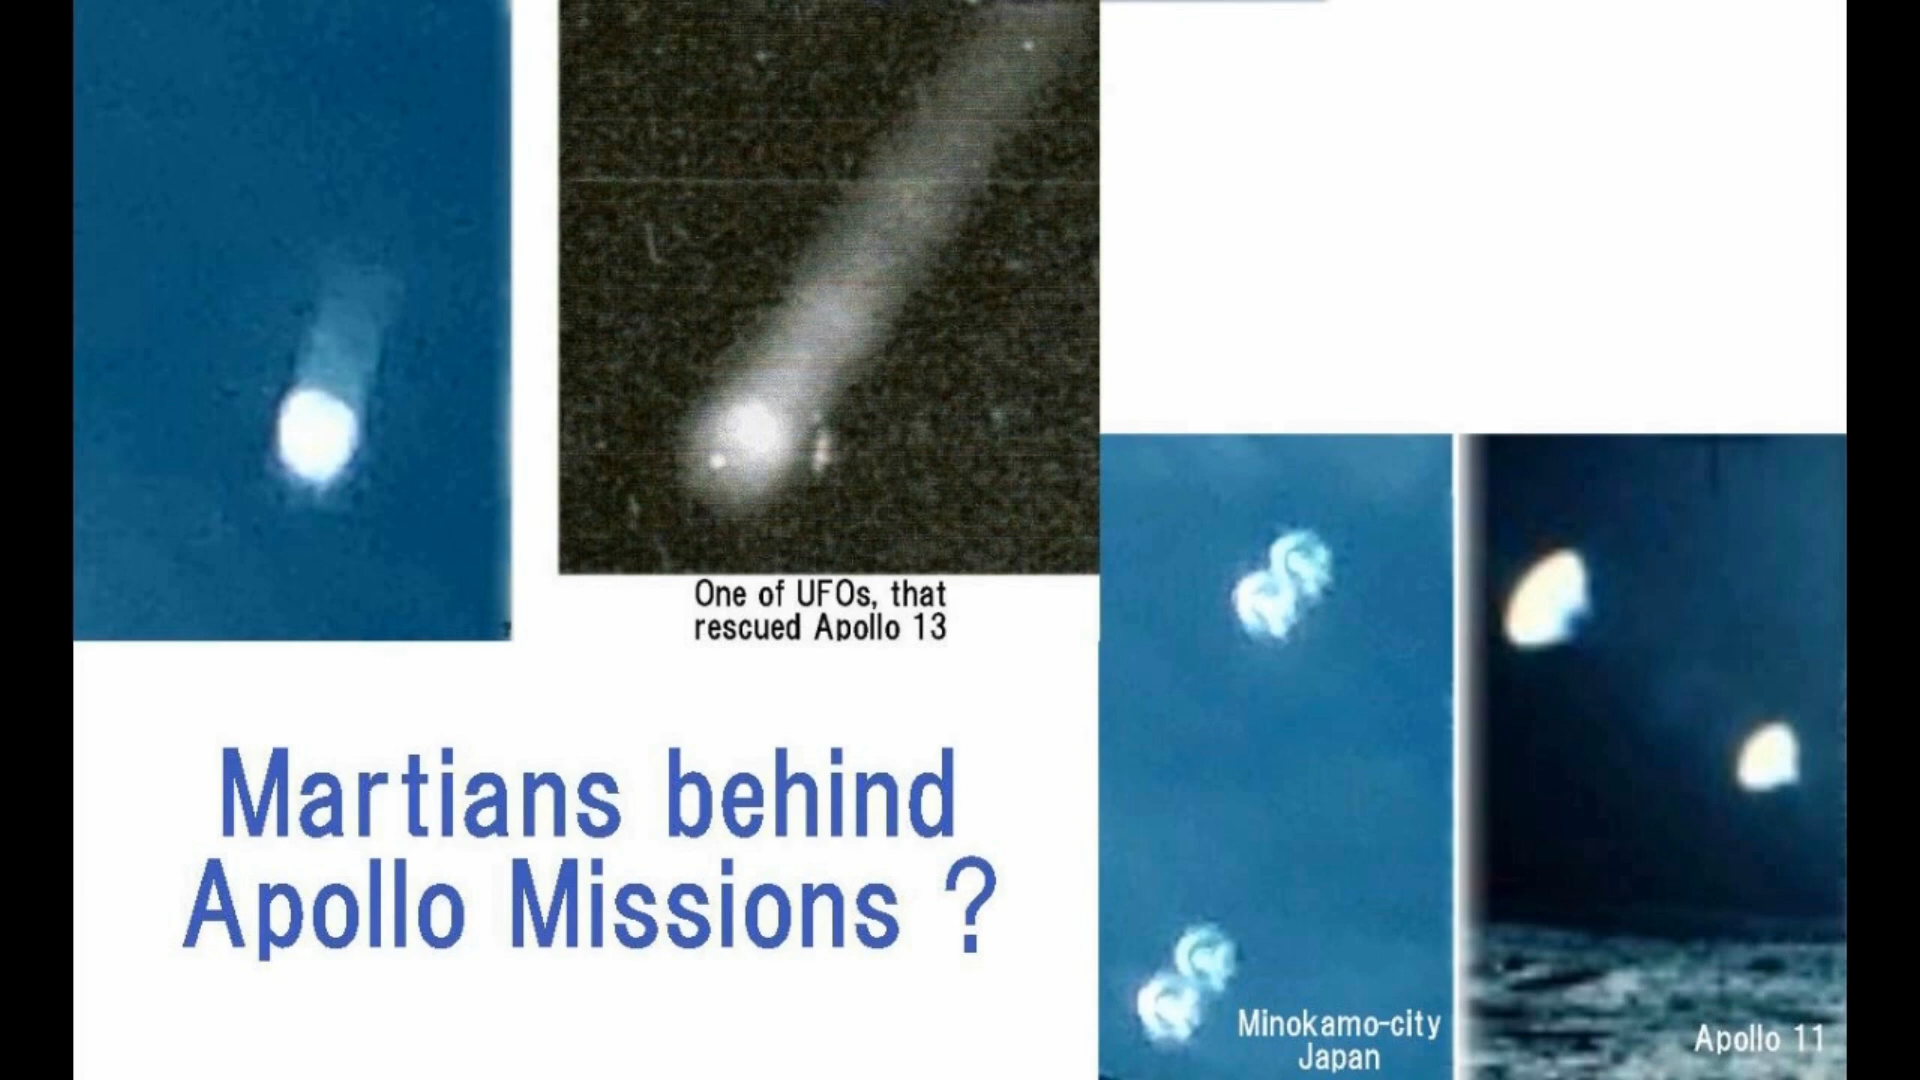 One of UFOs, that
rescued Apollo 13
Martians behind
Apollo Missions ?
Minokamo-city
Japan
Apollo 11